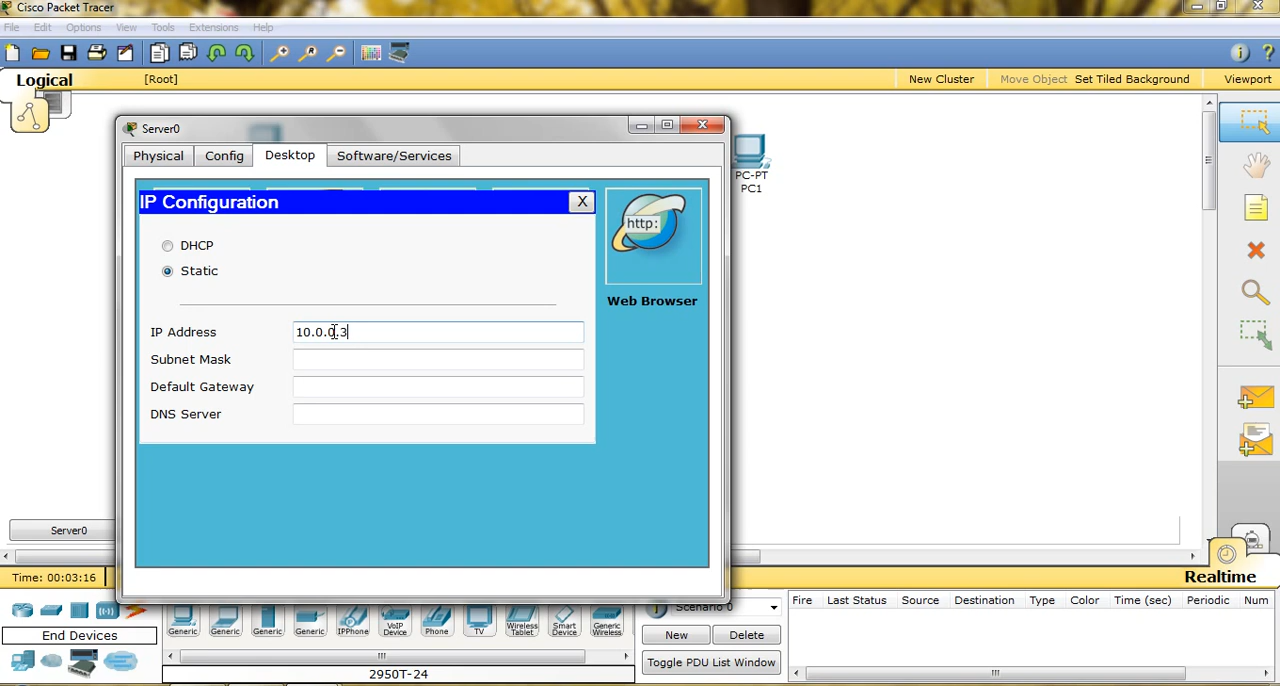 Cisco Packet Tracer
File Edit Options View Tools Extensions Help
Logical [Root] New Cluster Move Object Set Tiled Background Viewport
Server0
Physical Config Desktop Software/Services
IP Configuration X
http:
Web Browser
DHCP
Static
IP Address 10.0.0.3
Subnet Mask
Default Gateway
DNS Server
PC-PT
PC1
Server0
Time: 00:03:16
Realtime
End Devices
Generic Generic Generic Generic IPPhone VoIP Device Phone TV Wireless Tablet Smart Device Generic Wireless
2950T-24
Scenario 0
New Delete
Toggle PDU List Window
Fire Last Status Source Destination Type Color Time (sec) Periodic Num